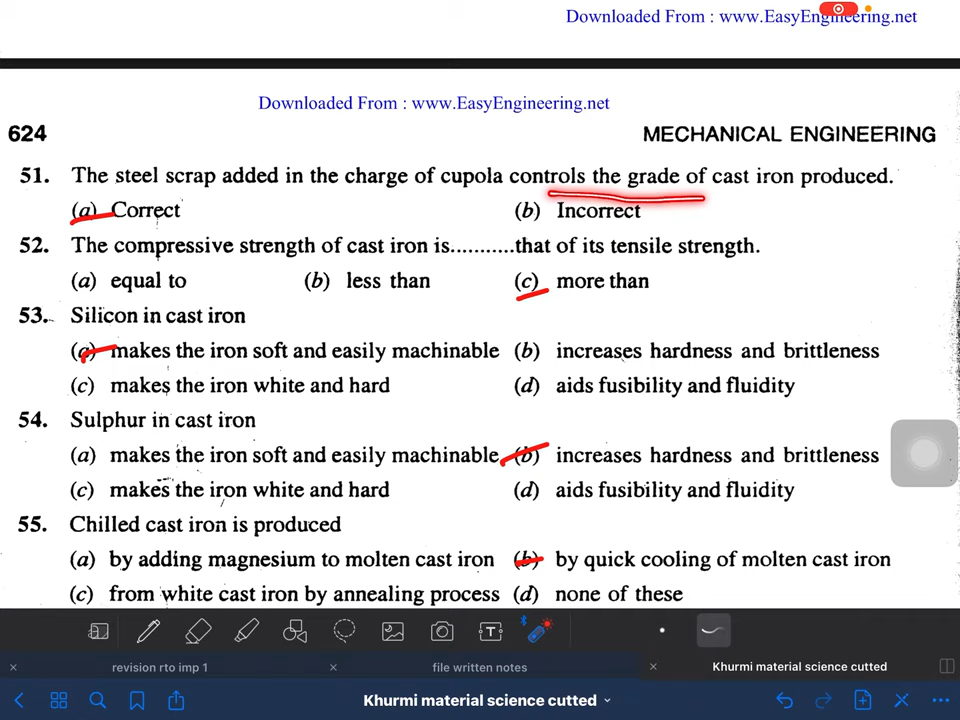 Downloaded From : www.EasyEngineering.net
Downloaded From : www.EasyEngineering.net
624 MECHANICAL ENGINEERING
51. The steel scrap added in the charge of cupola controls the grade of cast iron produced.
(a) Correct (b) Incorrect
52. The compressive strength of cast iron is...........that of its tensile strength.
(a) equal to (b) less than (c) more than
53. Silicon in cast iron
(a) makes the iron soft and easily machinable (b) increases hardness and brittleness
(c) makes the iron white and hard (d) aids fusibility and fluidity
54. Sulphur in cast iron
(a) makes the iron soft and easily machinable (b) increases hardness and brittleness
(c) makes the iron white and hard (d) aids fusibility and fluidity
55. Chilled cast iron is produced
(a) by adding magnesium to molten cast iron (b) by quick cooling of molten cast iron
(c) from white cast iron by annealing process (d) none of these
revision rto imp 1 file written notes Khurmi material science cutted
Khurmi material science cutted